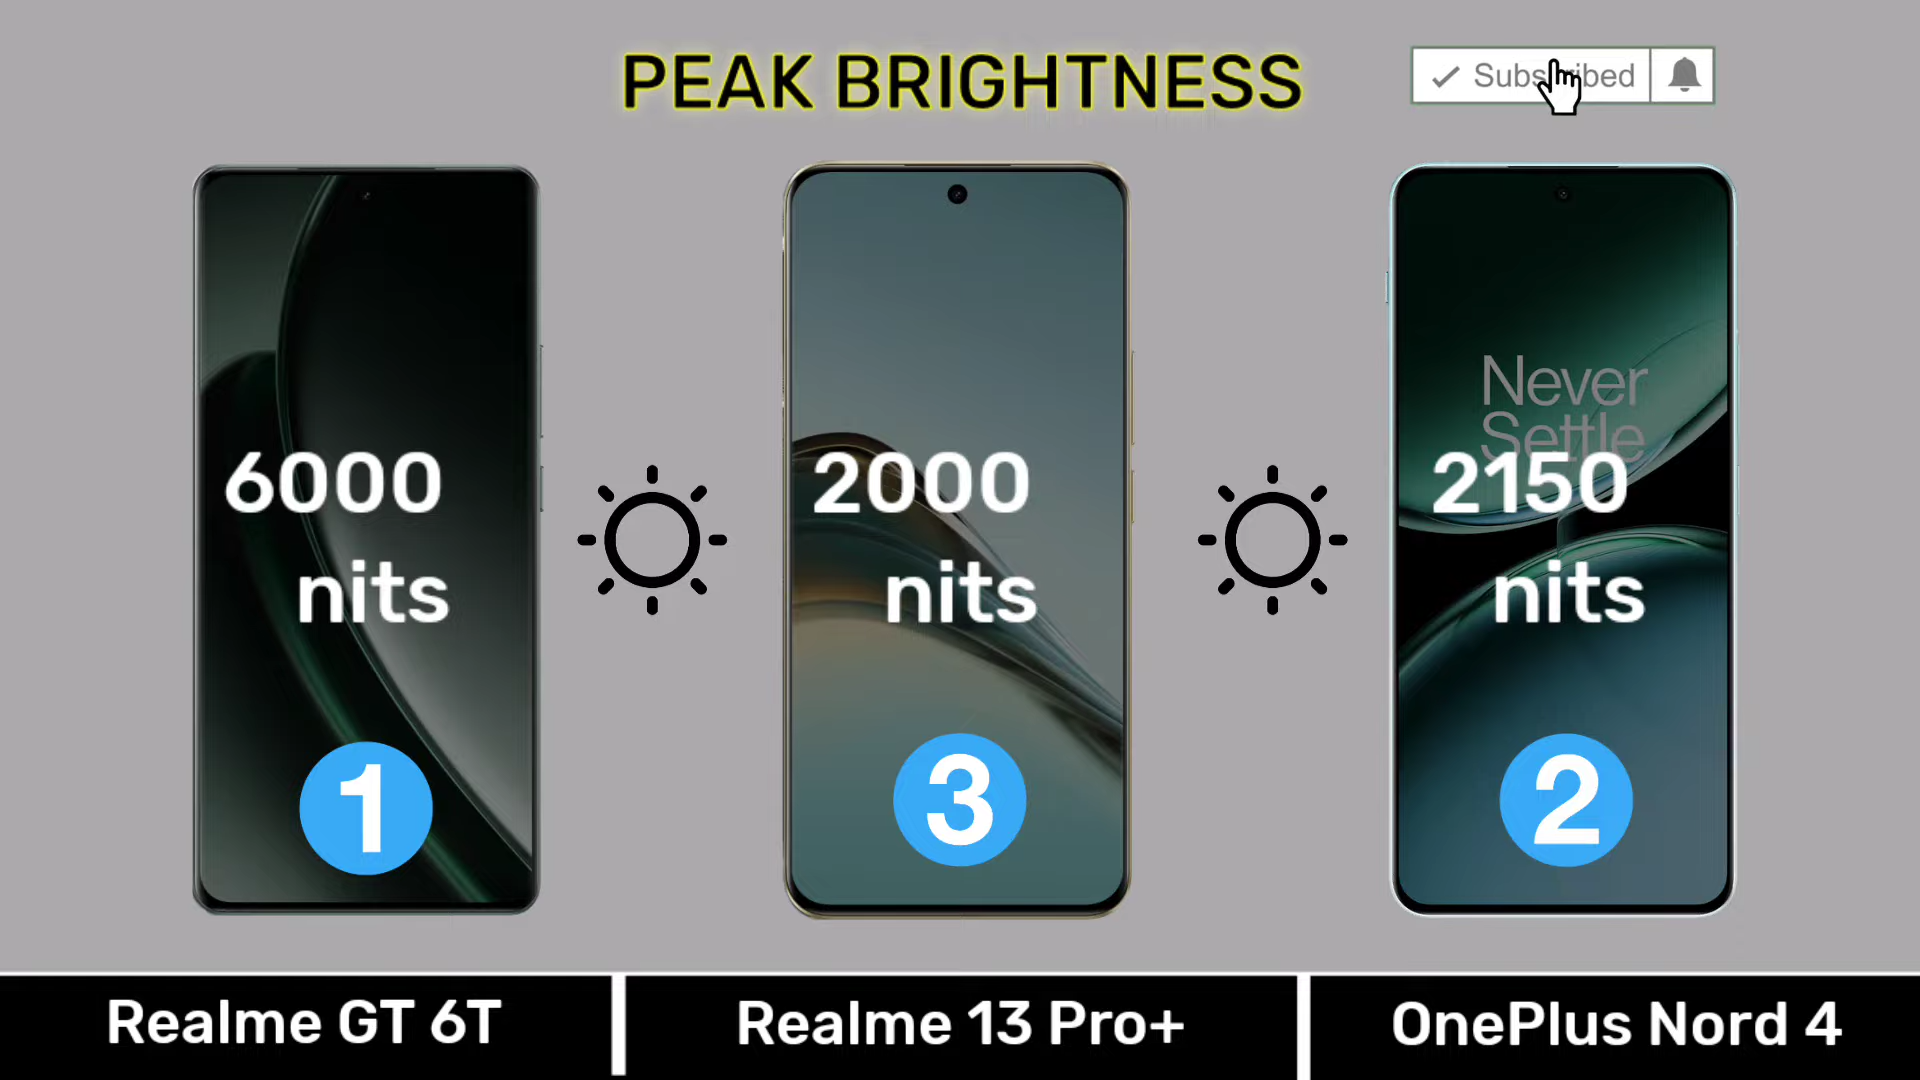 PEAK BRIGHTNESS
Subscribed
6000
nits
1
2000
nits
3
Never
Settle
2150
nits
2
Realme GT 6T
Realme 13 Pro+
OnePlus Nord 4